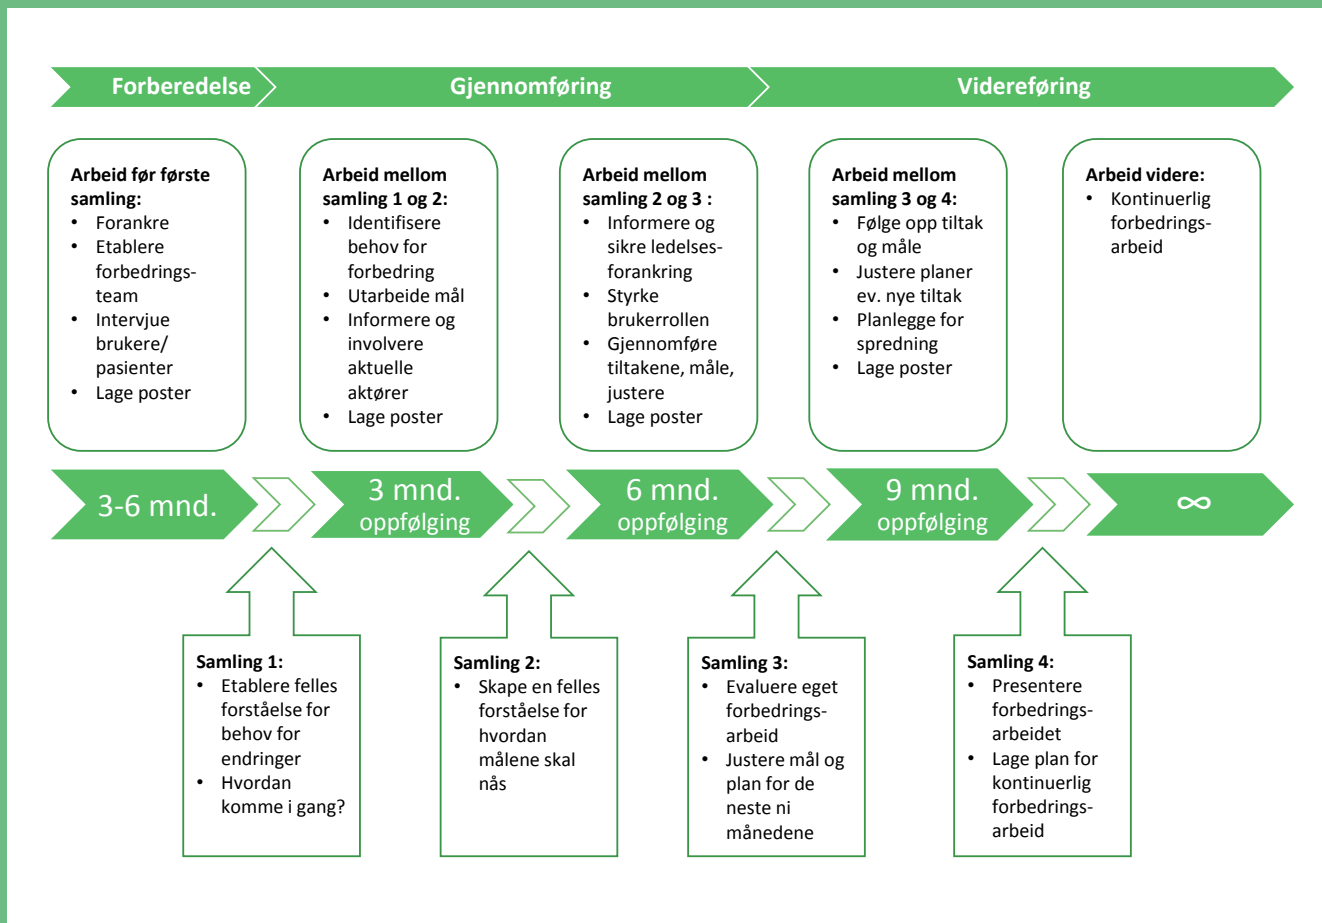 Forberedelse
Gjennomføring
Videreføring
Arbeid før første
samling:
• Forankre
• Etablere
forbedrings-
team
• Intervjue
brukere/
pasienter
• Lage poster
Arbeid mellom
samling 1 og 2:
• Identifisere
behov for
forbedring
• Utarbeide mål
• Informere og
involvere
aktuelle
aktører
• Lage poster
Arbeid mellom
samling 2 og 3 :
• Informere og
sikre ledelses-
forankring
• Styrke
brukerrollen
• Gjennomføre
tiltakene, måle,
justere
• Lage poster
Arbeid mellom
samling 3 og 4:
• Følge opp tiltak
og måle
• Justere planer
ev. nye tiltak
• Planlegge for
spredning
• Lage poster
Arbeid videre:
• Kontinuerlig
forbedrings-
arbeid
3-6 mnd.
3 mnd.
oppfølging
6 mnd.
oppfølging
9 mnd.
oppfølging
∞
Samling 1:
• Etablere felles
forståelse for
behov for
endringer
• Hvordan
komme i gang?
Samling 2:
• Skape en felles
forståelse for
hvordan
målene skal
nås
Samling 3:
• Evaluere eget
forbedrings-
arbeid
• Justere mål og
plan for de
neste ni
månedene
Samling 4:
• Presentere
forbedrings-
arbeidet
• Lage plan for
kontinuerlig
forbedrings-
arbeid